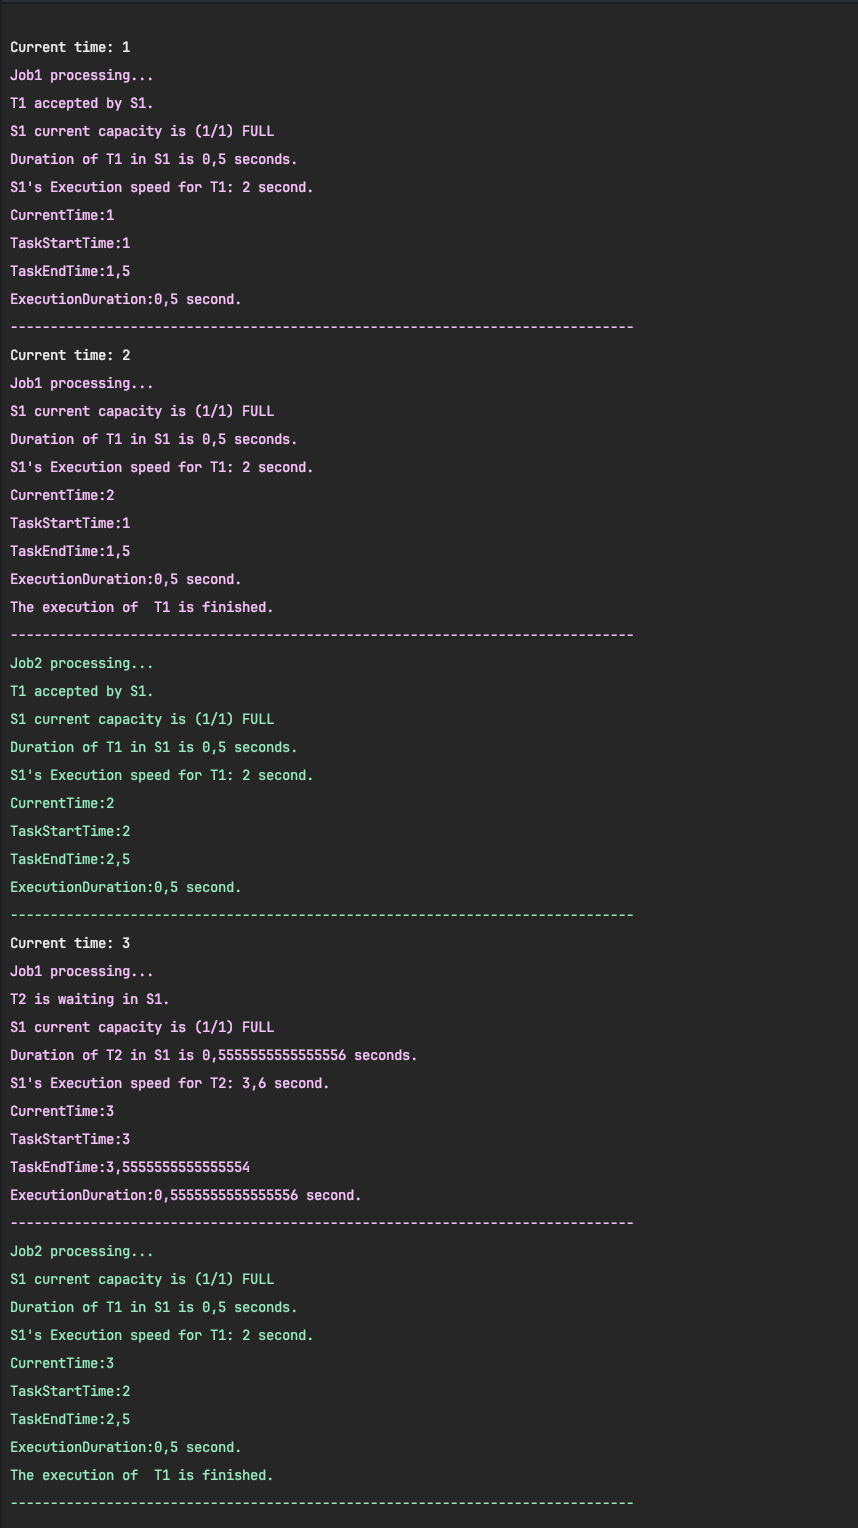 Current time: 1
Job1 processing...
T1 accepted by S1.
S1 current capacity is (1/1) FULL
Duration of T1 in S1 is 0,5 seconds.
S1's Execution speed for T1: 2 second.
CurrentTime:1
TaskStartTime:1
TaskEndTime:1,5
ExecutionDuration:0,5 second.
------------------------------------------------------------------------------
Current time: 2
Job1 processing...
S1 current capacity is (1/1) FULL
Duration of T1 in S1 is 0,5 seconds.
S1's Execution speed for T1: 2 second.
CurrentTime:2
TaskStartTime:1
TaskEndTime:1,5
ExecutionDuration:0,5 second.
The execution of  T1 is finished.
------------------------------------------------------------------------------
Job2 processing...
T1 accepted by S1.
S1 current capacity is (1/1) FULL
Duration of T1 in S1 is 0,5 seconds.
S1's Execution speed for T1: 2 second.
CurrentTime:2
TaskStartTime:2
TaskEndTime:2,5
ExecutionDuration:0,5 second.
------------------------------------------------------------------------------
Current time: 3
Job1 processing...
T2 is waiting in S1.
S1 current capacity is (1/1) FULL
Duration of T2 in S1 is 0,5555555555555556 seconds.
S1's Execution speed for T2: 3,6 second.
CurrentTime:3
TaskStartTime:3
TaskEndTime:3,5555555555555554
ExecutionDuration:0,5555555555555556 second.
------------------------------------------------------------------------------
Job2 processing...
S1 current capacity is (1/1) FULL
Duration of T1 in S1 is 0,5 seconds.
S1's Execution speed for T1: 2 second.
CurrentTime:3
TaskStartTime:2
TaskEndTime:2,5
ExecutionDuration:0,5 second.
The execution of  T1 is finished.
------------------------------------------------------------------------------